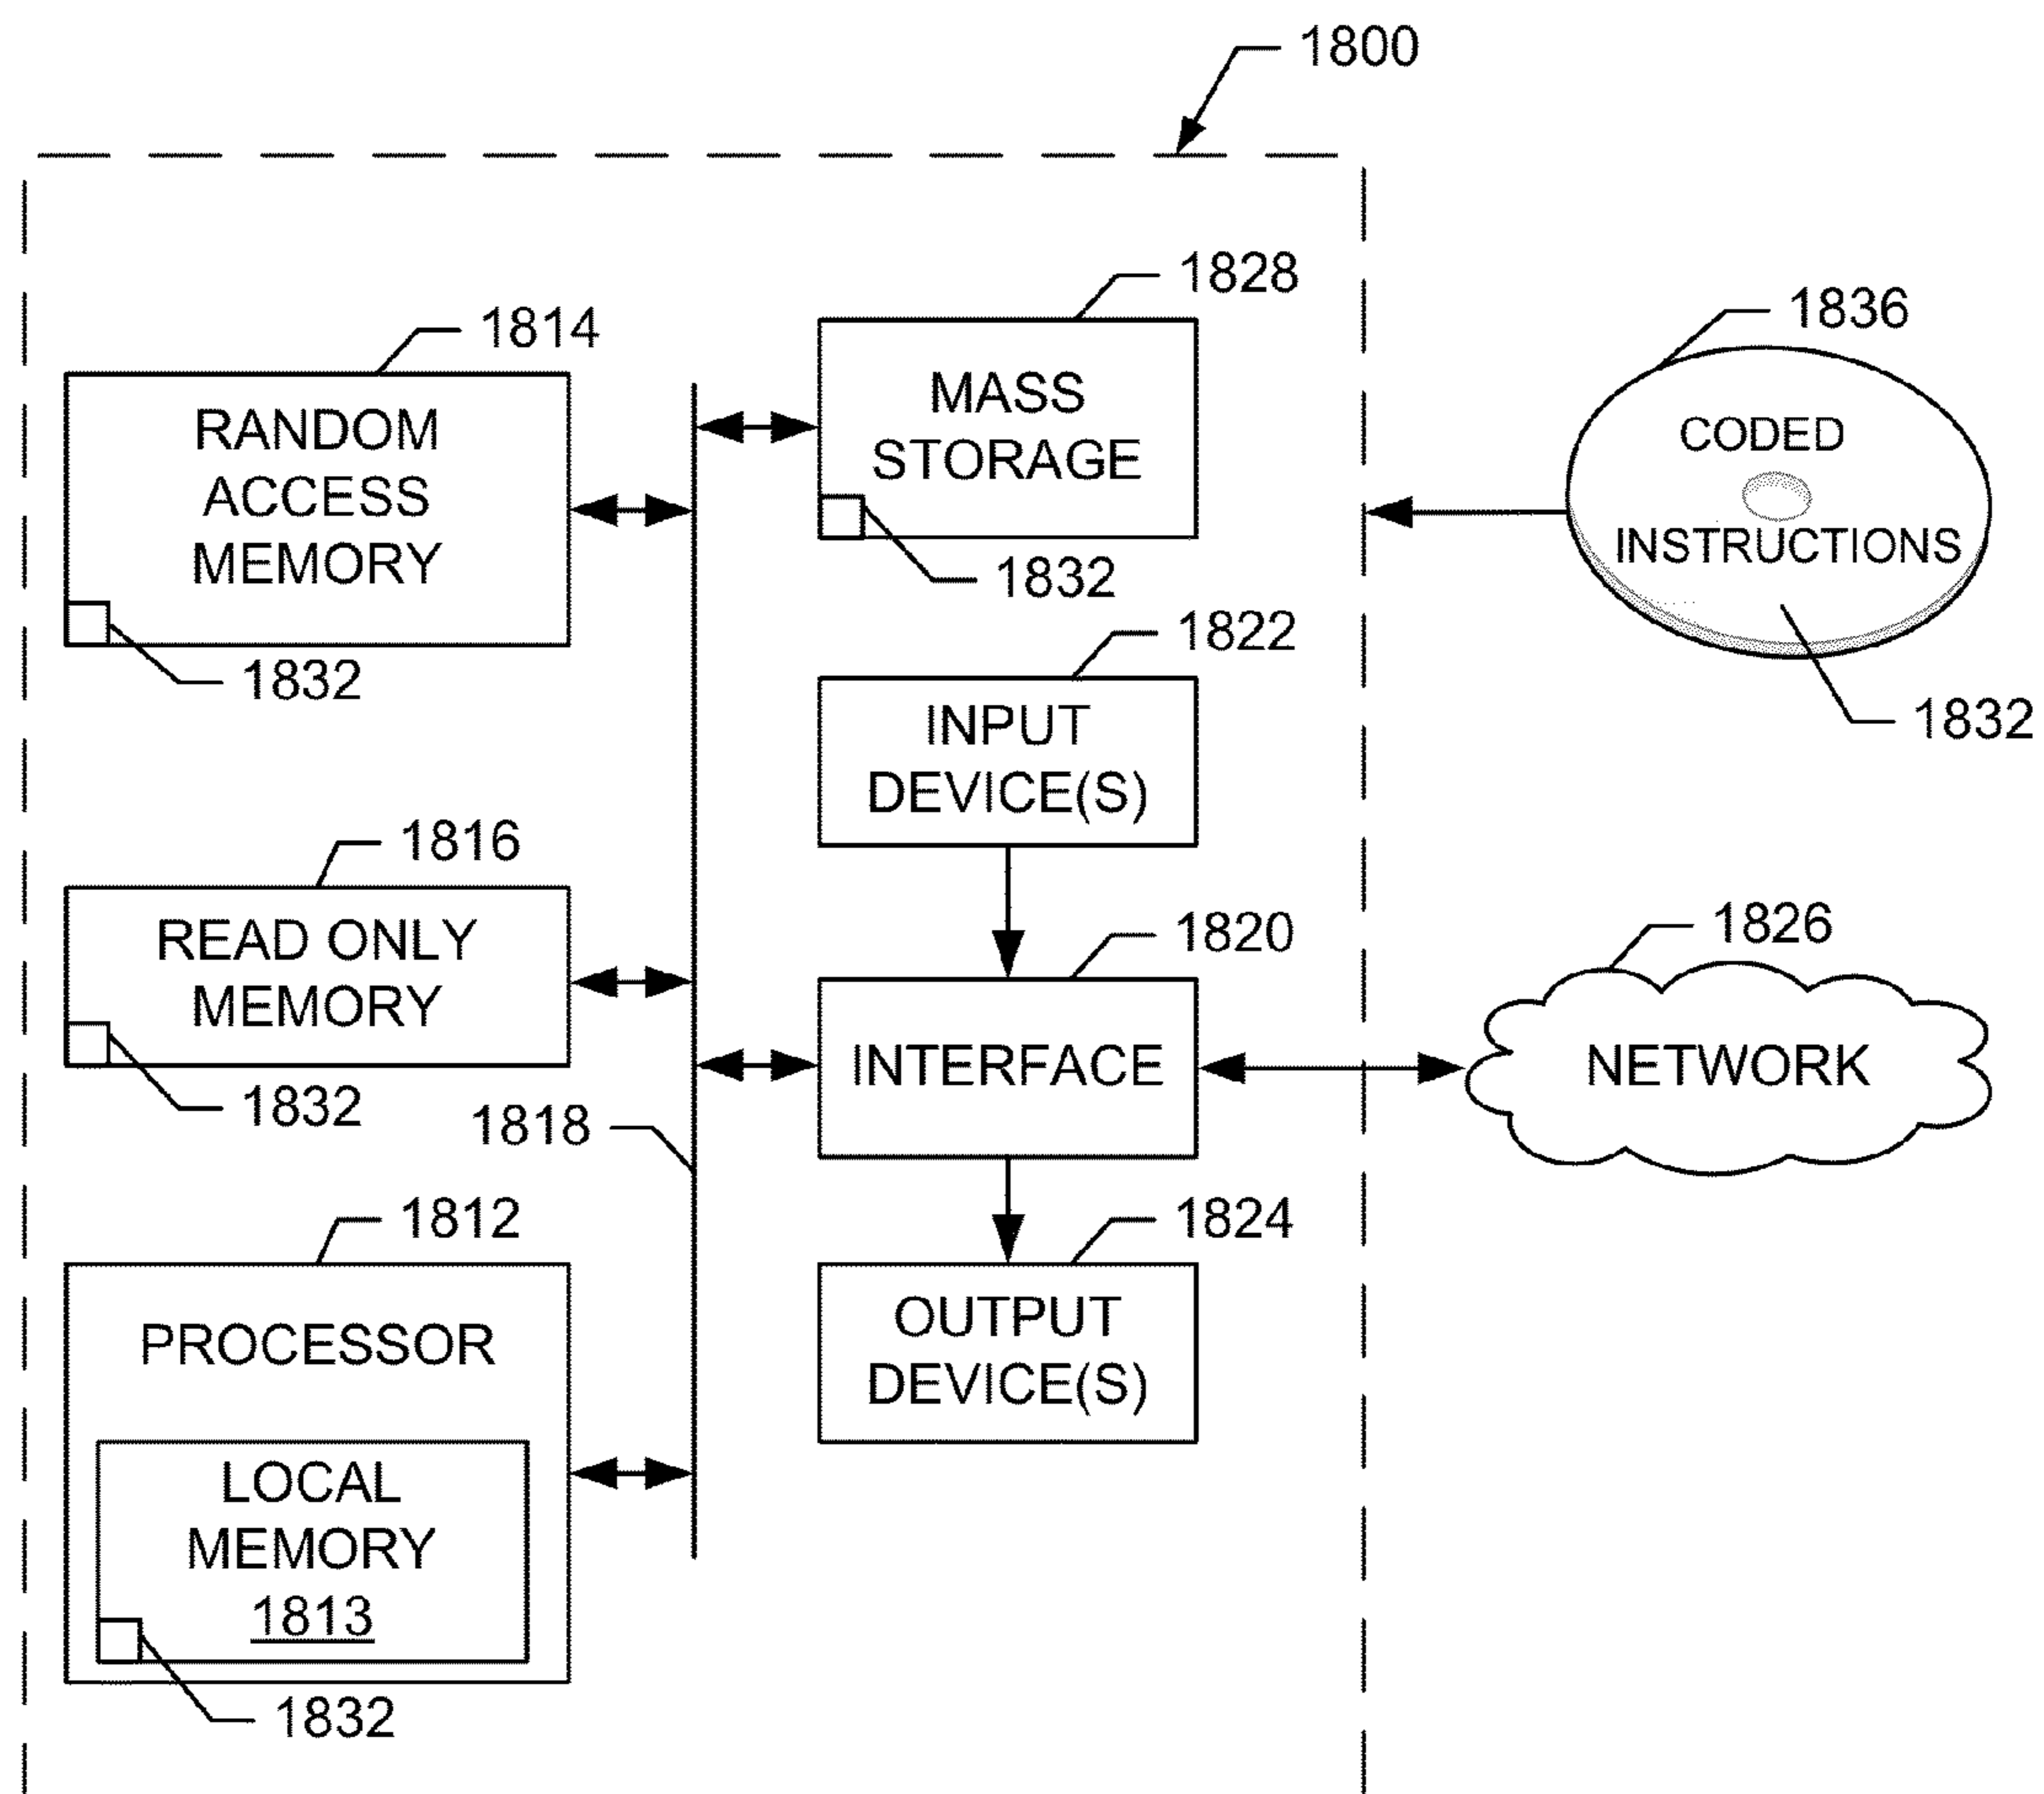 1800
1828
1814
MASS
STORAGE
1832
RANDOM
ACCESS
MEMORY
1832
1836
CODED
INSTRUCTIONS
1832
1822
INPUT
DEVICE(S)
1816
READ ONLY
MEMORY
1832
1818
1820
INTERFACE
1826
NETWORK
1812
PROCESSOR
LOCAL
MEMORY
1813
1832
1824
OUTPUT
DEVICE(S)